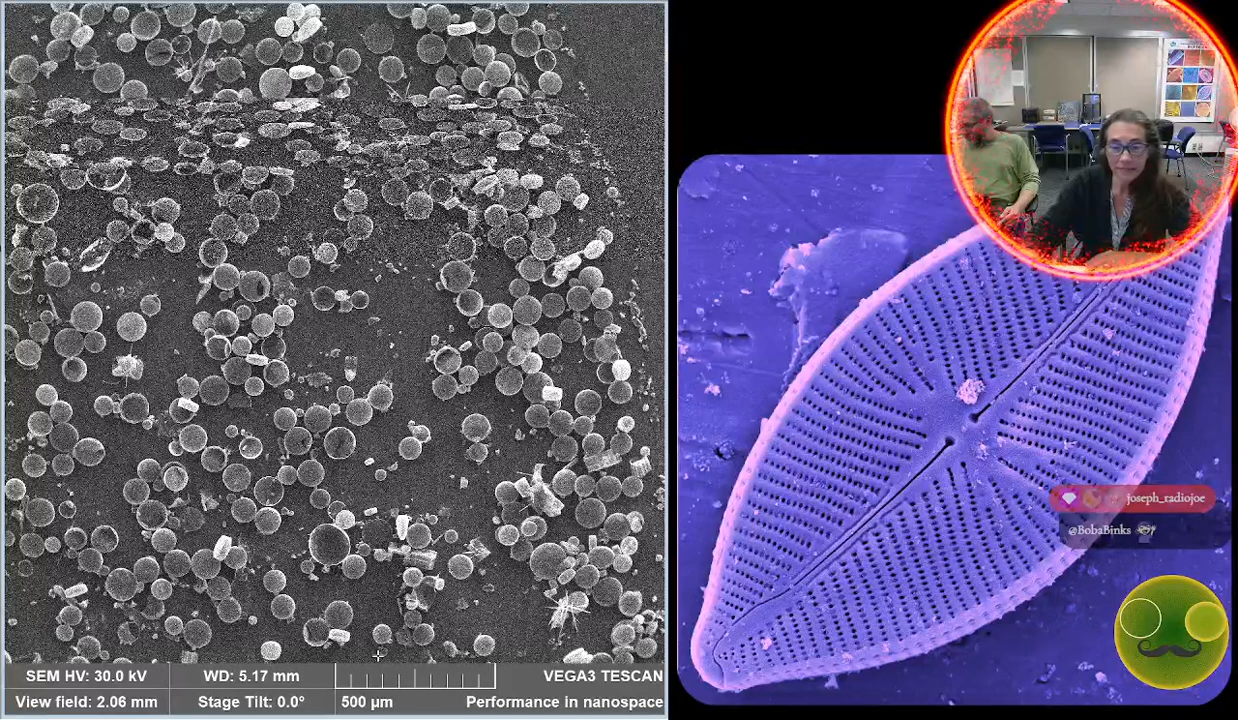 SEM HV: 30.0 kV
WD: 5.17 mm
VEGA3 TESCAN
View field: 2.06 mm
Stage Tilt: 0.0°
500 µm
Performance in nanospace
joseph_radiojoe
@BobaBinks